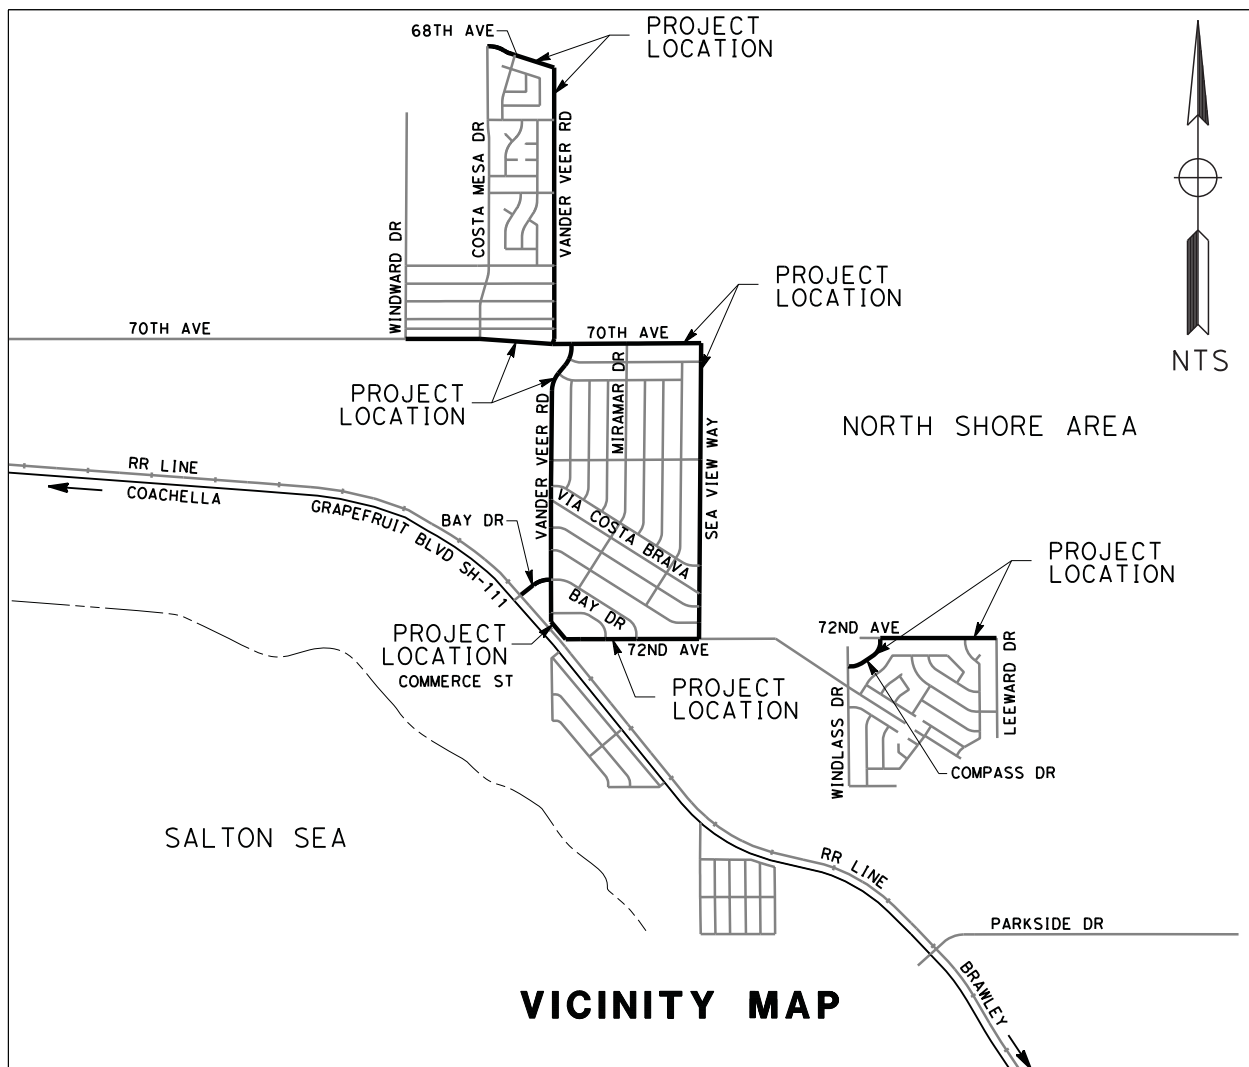 68TH AVE
PROJECT
LOCATION
COSTA MESA DR
VANDER VEER RD
WINDWARD DR
70TH AVE
70TH AVE
PROJECT
LOCATION
NTS
PROJECT
LOCATION
MIRAMAR DR
VANDER VEER RD
SEA VIEW WAY
NORTH SHORE AREA
RR LINE
COACHELLA
GRAPEFRUIT BLVD SH-111
BAY DR
VIA COSTA BRAVA
PROJECT
LOCATION
BAY DR
PROJECT
LOCATION
COMMERCE ST
72ND AVE
72ND AVE
PROJECT
LOCATION
WINDLASS DR
LEEWARD DR
COMPASS DR
SALTON SEA
RR LINE
PARKSIDE DR
BRAWLEY
VICINITY MAP